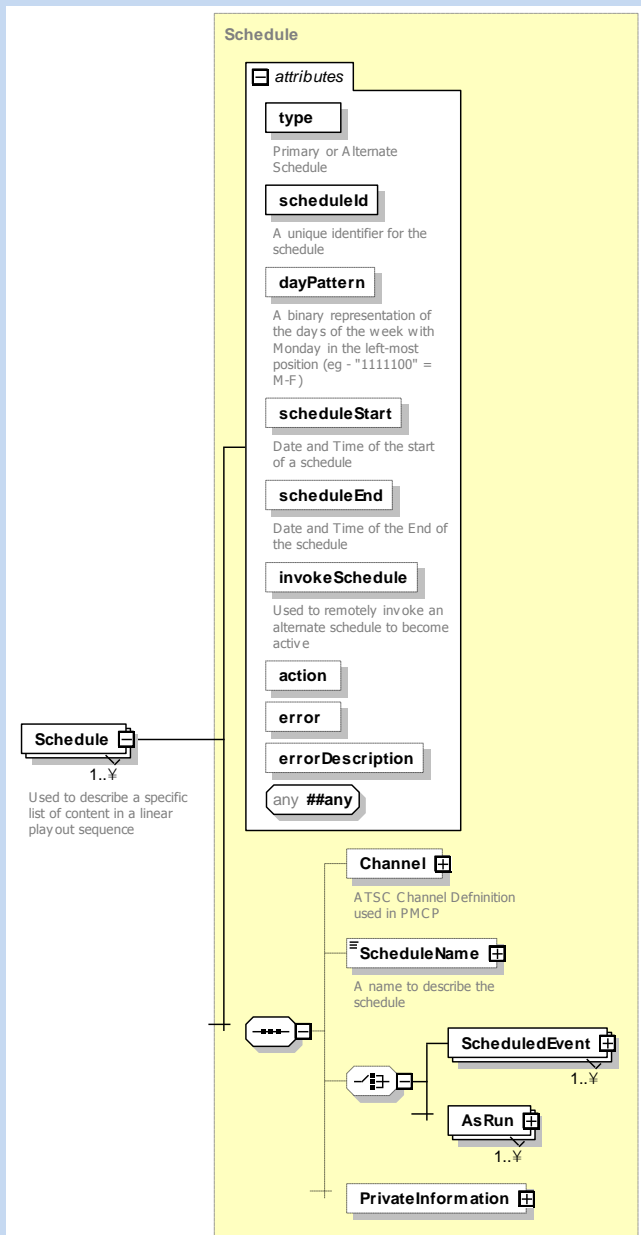 Schedule
attributes
type
Primary or Alternate
Schedule
scheduleId
A unique identifier for the
schedule
dayPattern
A binary representation of
the days of the week with
Monday in the left-most
position (eg - "1111100" =
M-F)
scheduleStart
Date and Time of the start
of a schedule
scheduleEnd
Date and Time of the End of
the schedule
invokeSchedule
Used to remotely invoke an
alternate schedule to become
active
action
error
errorDescription
any ##any
Schedule
1..¥
Used to describe a specific
list of content in a linear
playout sequence
Channel
ATSC Channel Defninition
used in PMCP
ScheduleName
A name to describe the
schedule
ScheduledEvent
1..¥
AsRun
1..¥
PrivateInformation